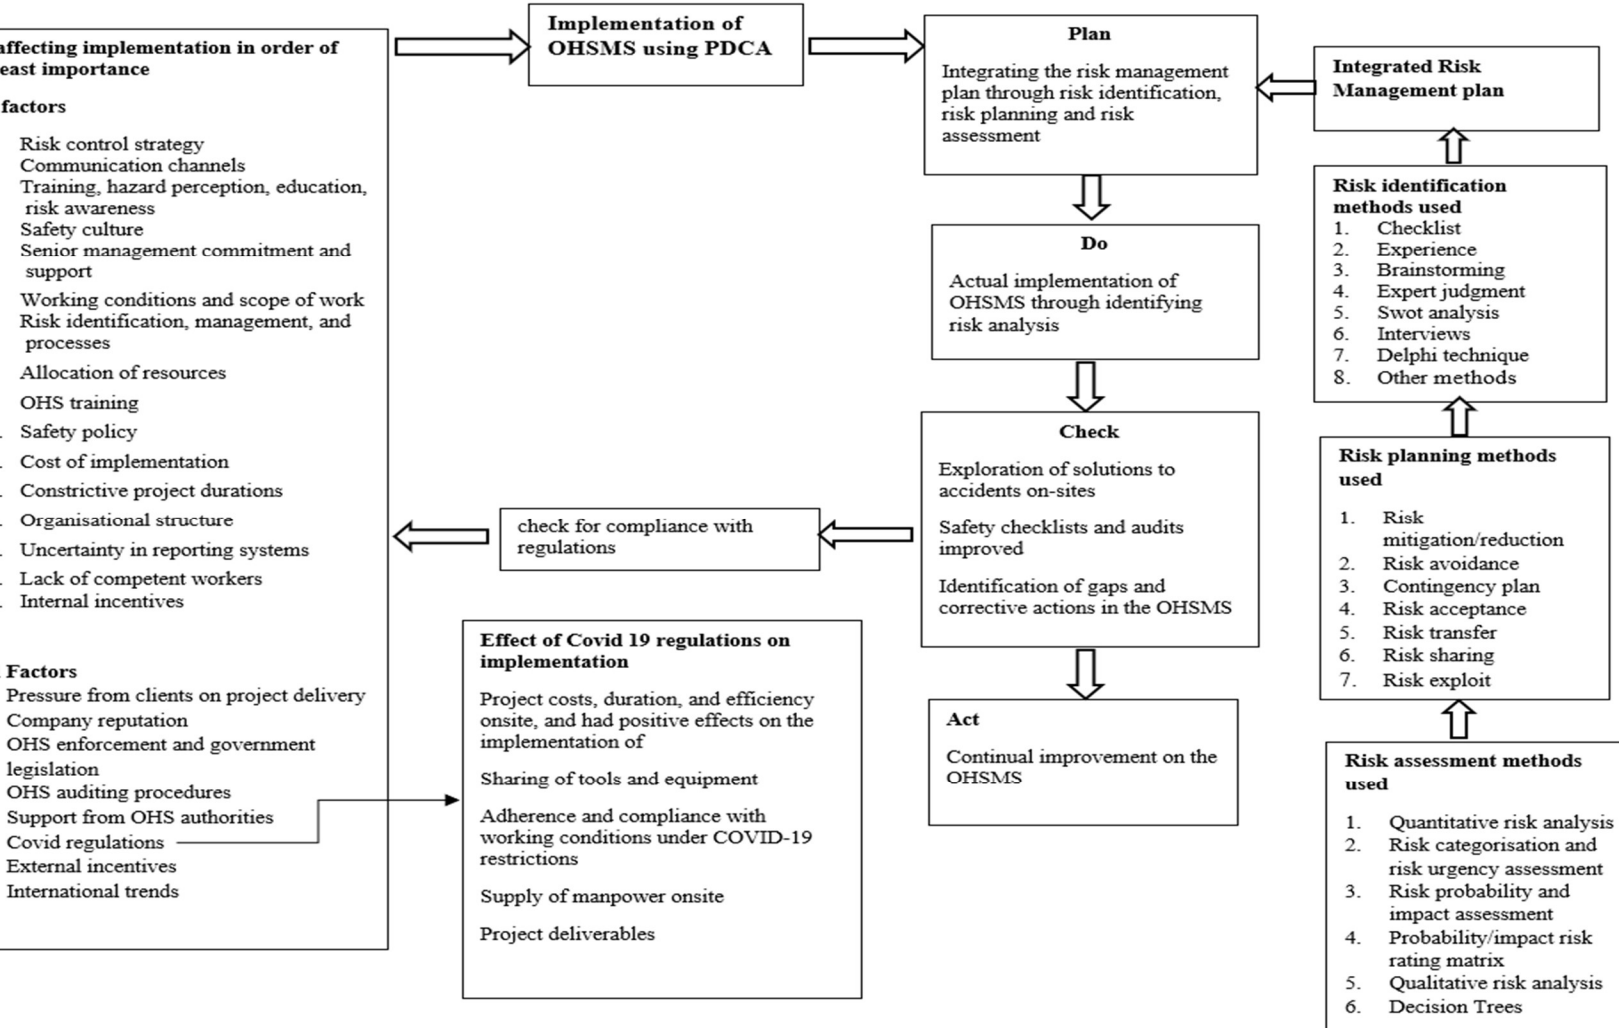 affecting implementation in order of
east importance
factors
Risk control strategy
Communication channels
Training, hazard perception, education,
risk awareness
Safety culture
Senior management commitment and
support
Working conditions and scope of work
Risk identification, management, and
processes
Allocation of resources
OHS training
. Safety policy
. Cost of implementation
. Constrictive project durations
. Organisational structure
. Uncertainty in reporting systems
. Lack of competent workers
. Internal incentives
Factors
Pressure from clients on project delivery
Company reputation
OHS enforcement and government
legislation
OHS auditing procedures
Support from OHS authorities
Covid regulations
External incentives
International trends
Implementation of
OHSMS using PDCA
check for compliance with
regulations
Effect of Covid 19 regulations on
implementation
Project costs, duration, and efficiency
onsite, and had positive effects on the
implementation of
Sharing of tools and equipment
Adherence and compliance with
working conditions under COVID-19
restrictions
Supply of manpower onsite
Project deliverables
Plan
Integrating the risk management
plan through risk identification,
risk planning and risk
assessment
Do
Actual implementation of
OHSMS through identifying
risk analysis
Check
Exploration of solutions to
accidents on-sites
Safety checklists and audits
improved
Identification of gaps and
corrective actions in the OHSMS
Act
Continual improvement on the
OHSMS
Integrated Risk
Management plan
Risk identification
methods used
1. Checklist
2. Experience
3. Brainstorming
4. Expert judgment
5. Swot analysis
6. Interviews
7. Delphi technique
8. Other methods
Risk planning methods
used
1. Risk
mitigation/reduction
2. Risk avoidance
3. Contingency plan
4. Risk acceptance
5. Risk transfer
6. Risk sharing
7. Risk exploit
Risk assessment methods
used
1. Quantitative risk analysis
2. Risk categorisation and
risk urgency assessment
3. Risk probability and
impact assessment
4. Probability/impact risk
rating matrix
5. Qualitative risk analysis
6. Decision Trees